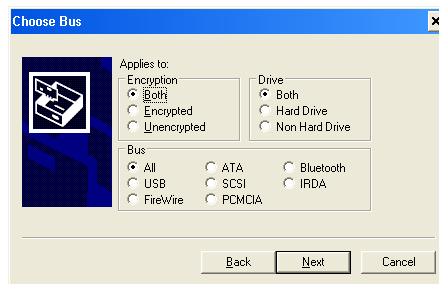 Choose Bus
Applies to:
Encryption
Both
Encrypted
Unencrypted
Drive
Both
Hard Drive
Non Hard Drive
Bus
All
ATA
Bluetooth
USB
SCSI
IRDA
FireWire
PCMCIA
Back
Next
Cancel